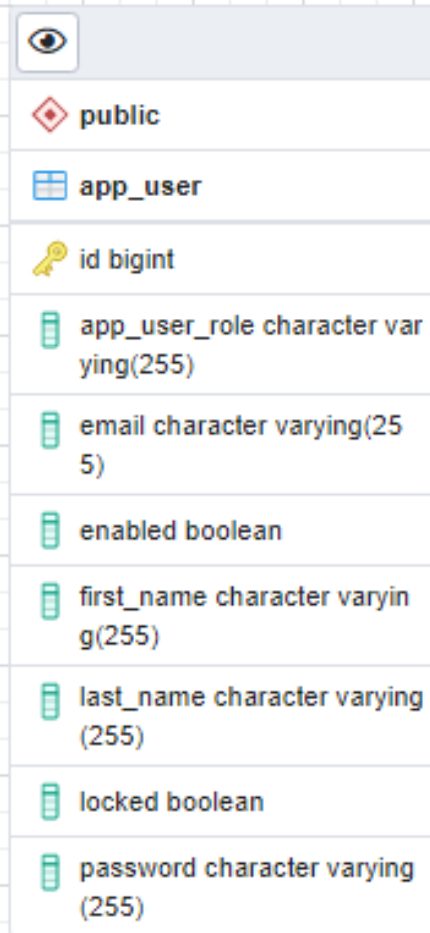 public
app_user
id bigint
app_user_role character var
ying(255)
email character varying(25
5)
enabled boolean
first_name character varyin
g(255)
last_name character varying
(255)
locked boolean
password character varying
(255)